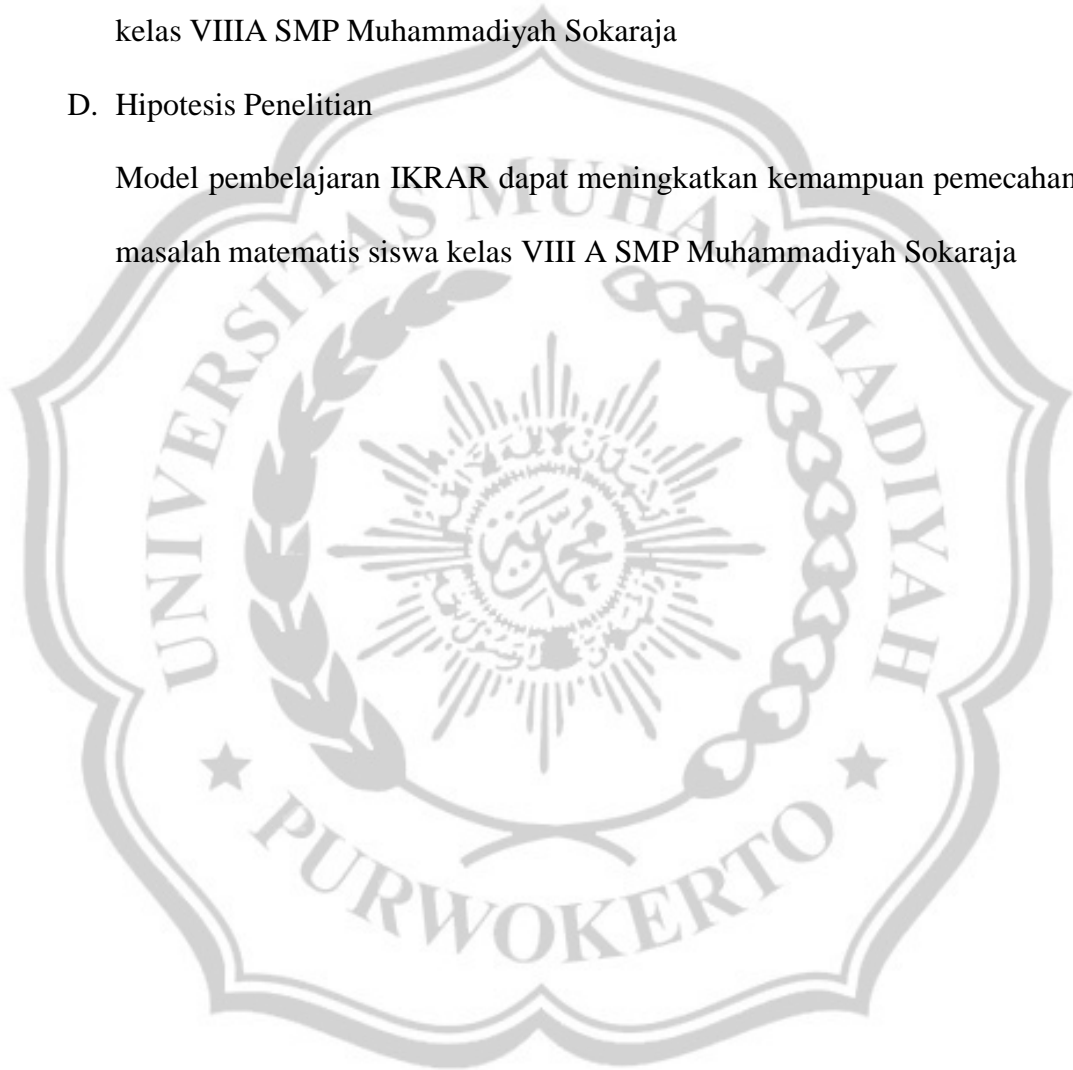 kelas VIIIA SMP Muhammadiyah Sokaraja
D. Hipotesis Penelitian
Model pembelajaran IKRAR dapat meningkatkan kemampuan pemecahan
masalah matematis siswa kelas VIII A SMP Muhammadiyah Sokaraja
UNIVERSITAS MUHAMMADIYAH
PURWOKERTO